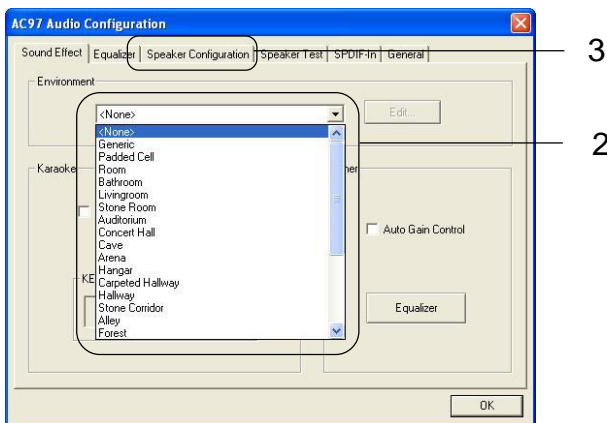 AC97 Audio Configuration
Sound Effect Equalizer Speaker Configuration Speaker Test SPDIF-In General
3
Environment
<None>
Edit...
2
<None>
Generic
Padded Cell
Room
Bathroom
Livingroom
Stone Room
Auditorium
Concert Hall
Cave
Arena
Hangar
Carpeted Hallway
Hallway
Stone Corridor
Alley
Forest
Karaoke
KE
Auto Gain Control
Equalizer
OK